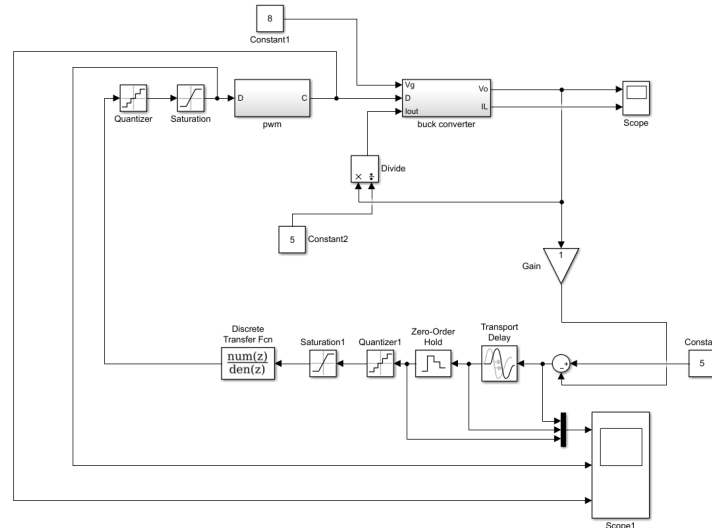 8
Constant1
Quantizer
Saturation
D
C
pwm
Vg
D
Iout
Vo
IL
buck converter
Scope
×
÷
Divide
5
Constant2
1
Gain
Discrete
Transfer Fcn
num(z)
den(z)
Saturation1
Quantizer1
Zero-Order
Hold
Transport
Delay
+
−
Consta
5
Scope1